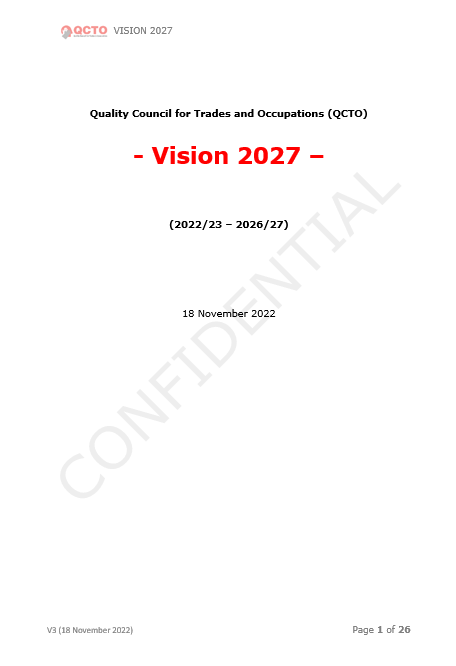 QCTO VISION 2027
Quality Council for Trades and Occupations (QCTO)
- Vision 2027 –
(2022/23 – 2026/27)
18 November 2022
CONFIDENTIAL
V3 (18 November 2022)
Page 1 of 26